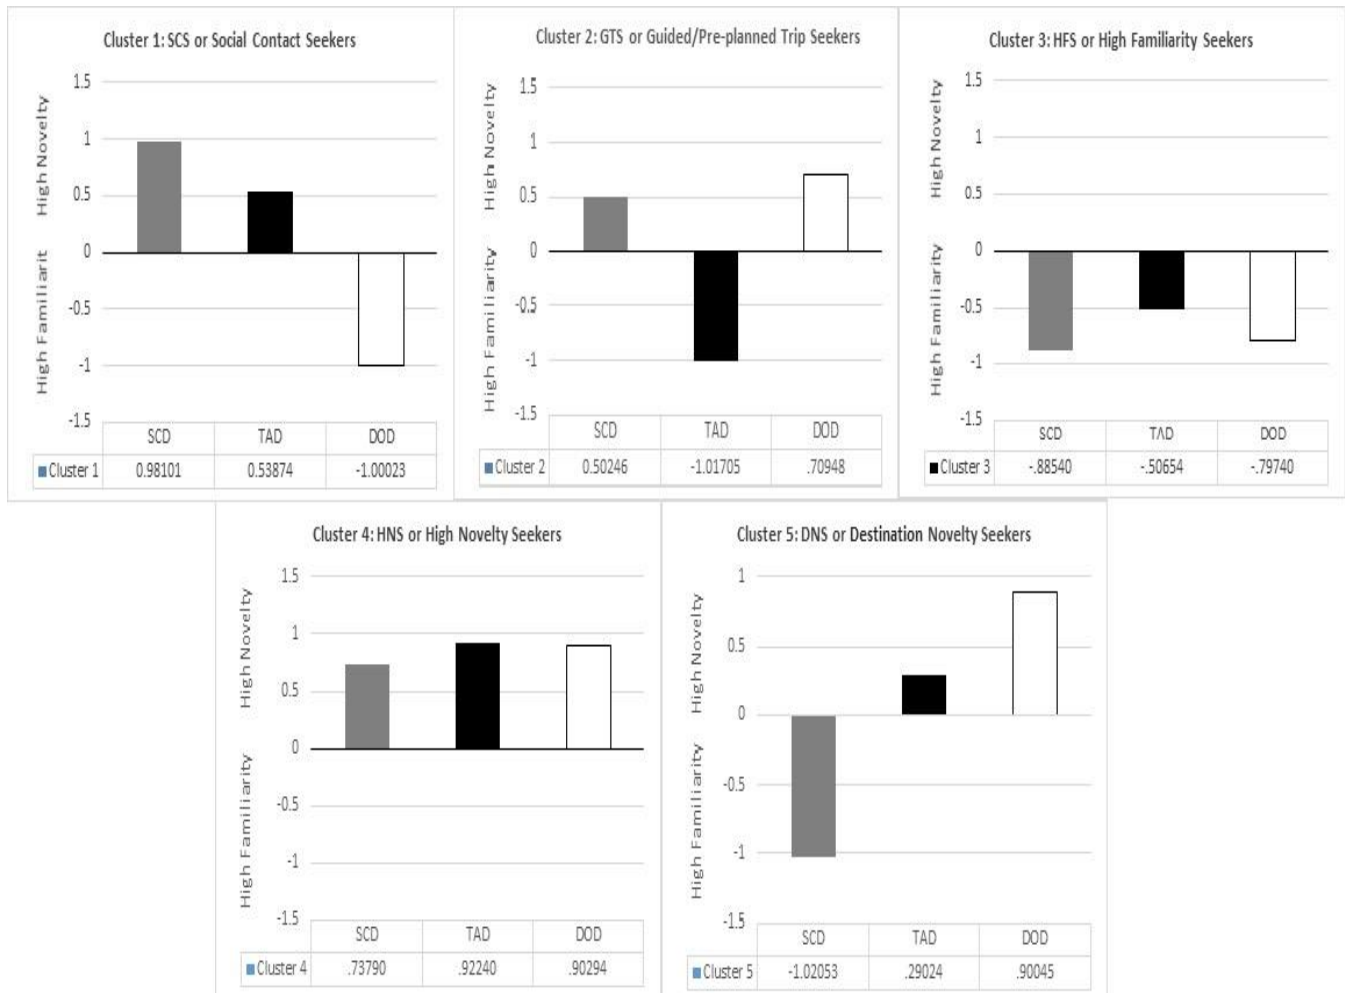 Cluster 1: SCS or Social Contact Seekers
High Novelty
High Familiarit
1.5
1
0.5
0
-0.5
-1
-1.5
SCD TAD DOD
Cluster 1 0.98101 0.53874 -1.00023
Cluster 2: GTS or Guided/Pre-planned Trip Seekers
High Novelty
High Familiarity
1.5
1
0.5
0
-0.5
-1
-1.5
SCD TAD DOD
Cluster 2 0.50246 -1.01705 .70948
Cluster 3: HFS or High Familiarity Seekers
High Novelty
High Familiarity
1.5
1
0.5
0
-0.5
-1
-1.5
SCD TAD DOD
Cluster 3 -.88540 -.50654 -.79740
Cluster 4: HNS or High Novelty Seekers
High Novelty
High Familiarity
1.5
1
0.5
0
-0.5
-1
-1.5
SCD TAD DOD
Cluster 4 .73790 .92240 .90294
Cluster 5: DNS or Destination Novelty Seekers
High Novelty
High Familiarity
1
0.5
0
-0.5
-1
-1.5
SCD TAD DOD
Cluster 5 -1.02053 .29024 .90045